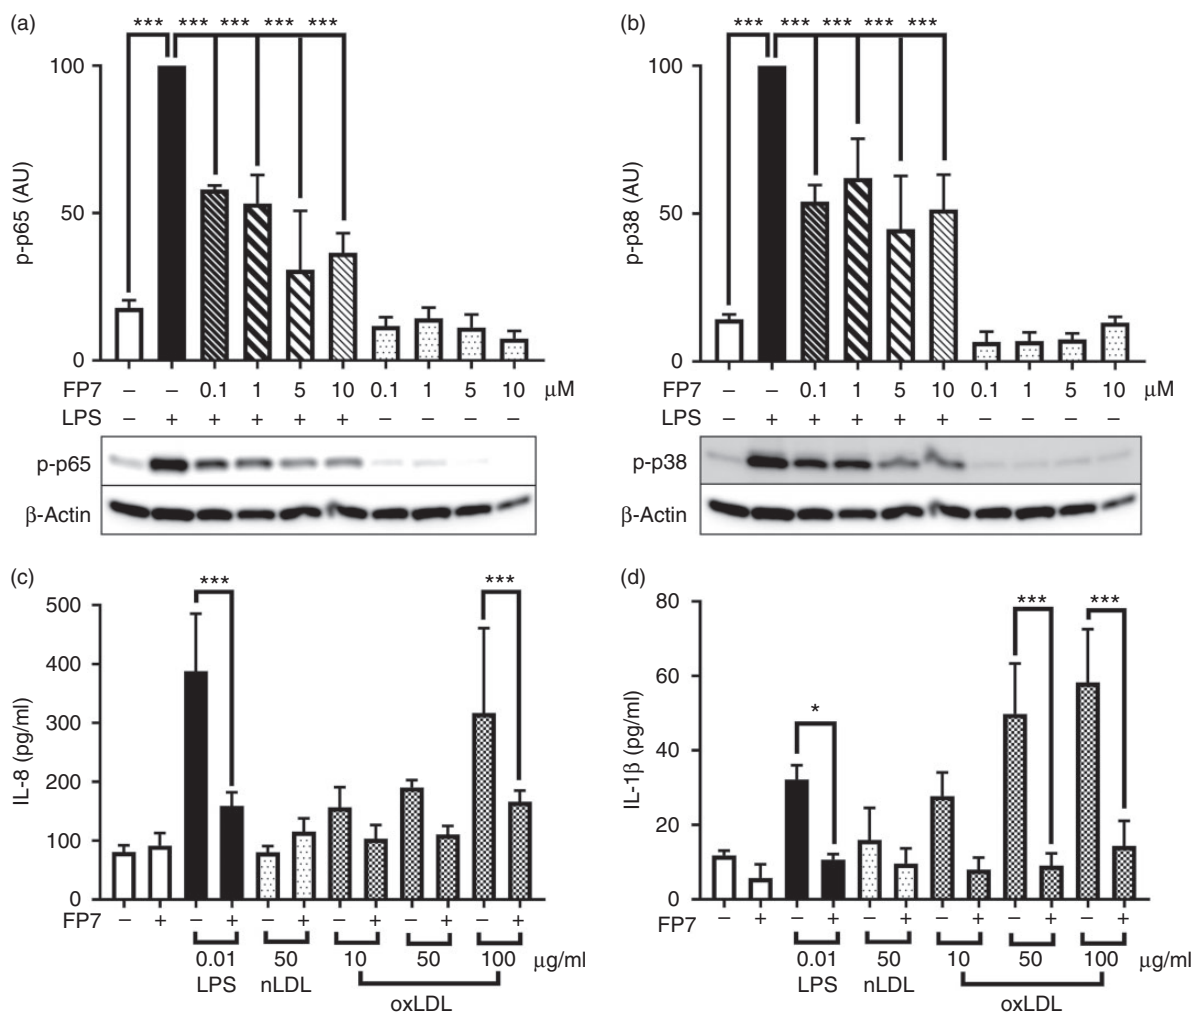 (a)
*** *** *** *** ***
100
50
0
p-p65 (AU)
FP7 – – 0.1 1 5 10 0.1 1 5 10 μM
LPS – + + + + + – – – –
p-p65
β-Actin
(b)
*** *** *** *** ***
100
50
0
p-p38 (AU)
FP7 – – 0.1 1 5 10 0.1 1 5 10 μM
LPS – + + + + + – – – –
p-p38
β-Actin
(c)
*** ***
500
400
300
200
100
0
IL-8 (pg/ml)
FP7 – + – + – + – + – + – +
0.01 50 10 50 100 μg/ml
LPS nLDL
oxLDL
(d)
* *** ***
80
60
40
20
0
IL-1β (pg/ml)
FP7 – + – + – + – + – + – +
0.01 50 10 50 100 μg/ml
LPS nLDL
oxLDL